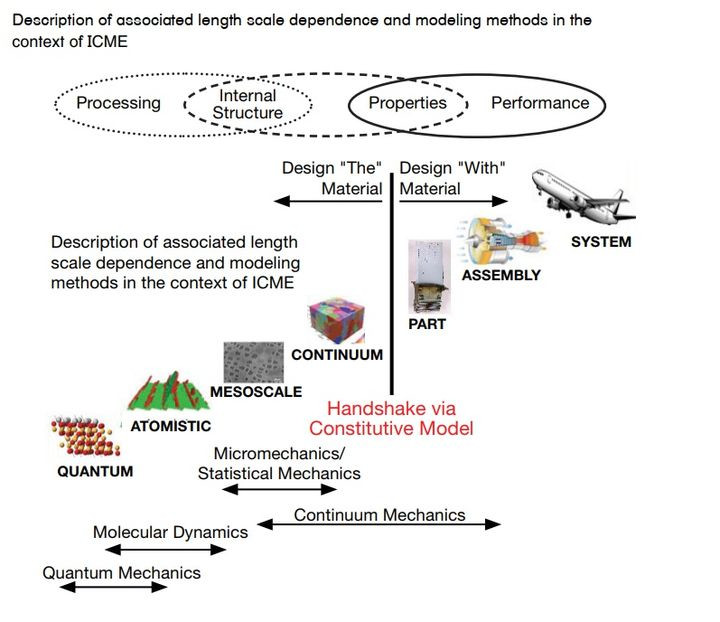 Description of associated length scale dependence and modeling methods in the
context of ICME
Processing
Internal
Structure
Properties
Performance
Design "The"
Material
Design "With"
Material
SYSTEM
Description of associated length
scale dependence and modeling
methods in the context of ICME
ASSEMBLY
PART
CONTINUUM
MESOSCALE
Handshake via
Constitutive Model
ATOMISTIC
Micromechanics/
Statistical Mechanics
QUANTUM
Continuum Mechanics
Molecular Dynamics
Quantum Mechanics